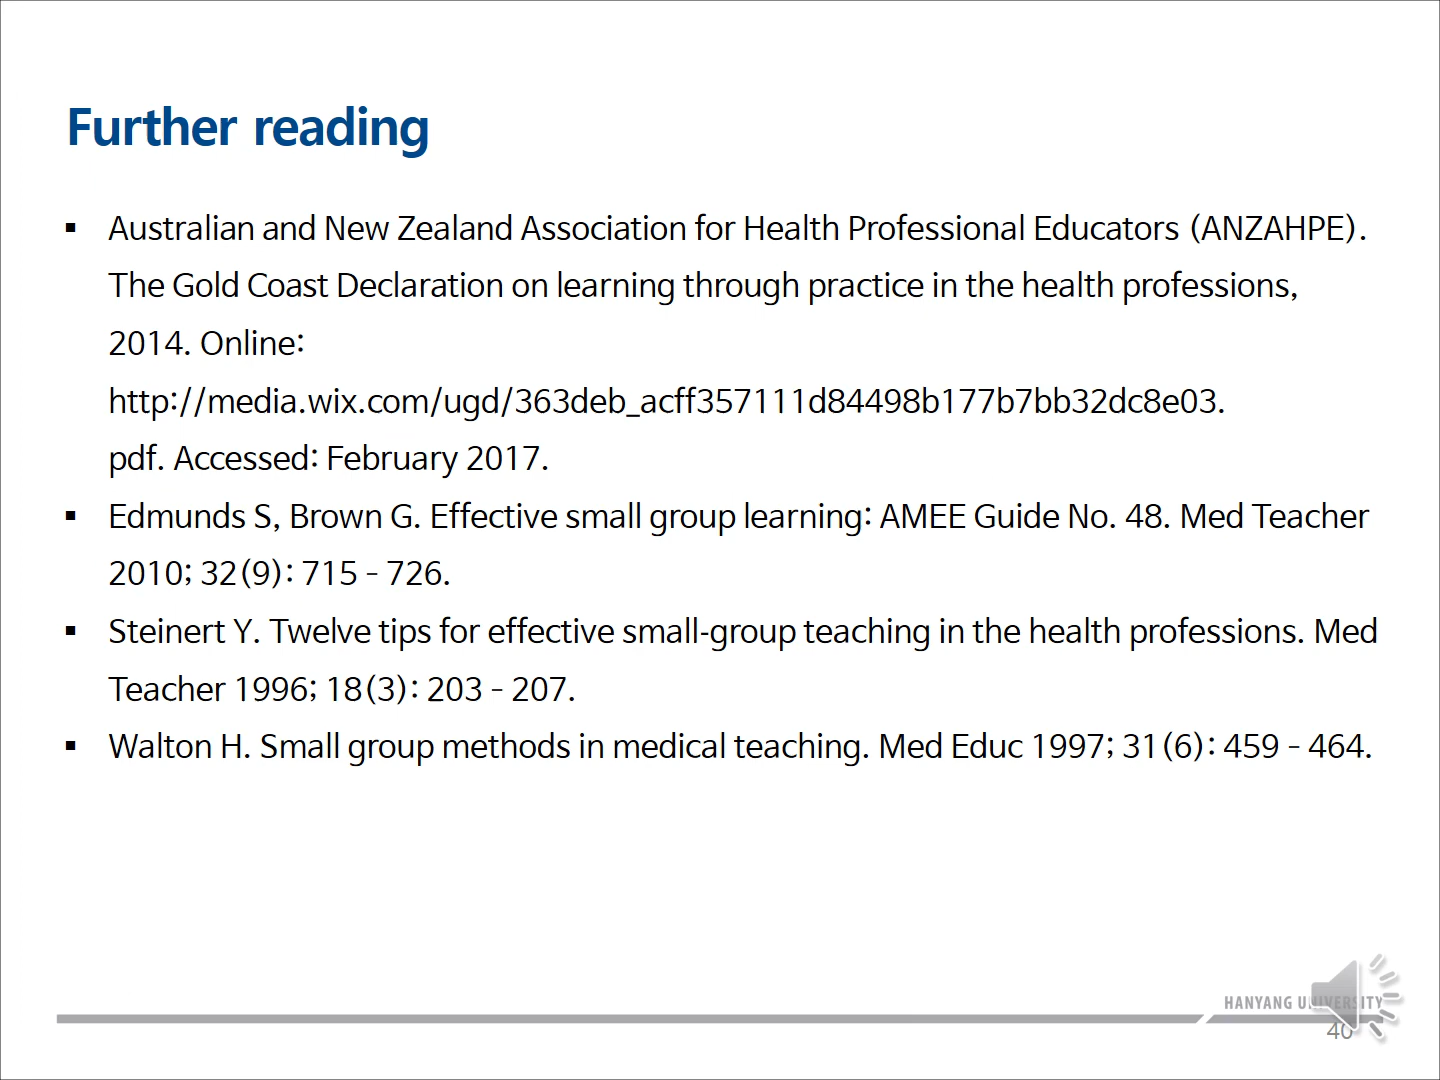 Further reading
▪ Australian and New Zealand Association for Health Professional Educators (ANZAHPE).
The Gold Coast Declaration on learning through practice in the health professions,
2014. Online:
http://media.wix.com/ugd/363deb_acff357111d84498b177b7bb32dc8e03.
pdf. Accessed: February 2017.
▪ Edmunds S, Brown G. Effective small group learning: AMEE Guide No. 48. Med Teacher
2010; 32(9): 715 – 726.
▪ Steinert Y. Twelve tips for effective small-group teaching in the health professions. Med
Teacher 1996; 18(3): 203 – 207.
▪ Walton H. Small group methods in medical teaching. Med Educ 1997; 31(6): 459 – 464.
HANYANG UNIVERSITY
40